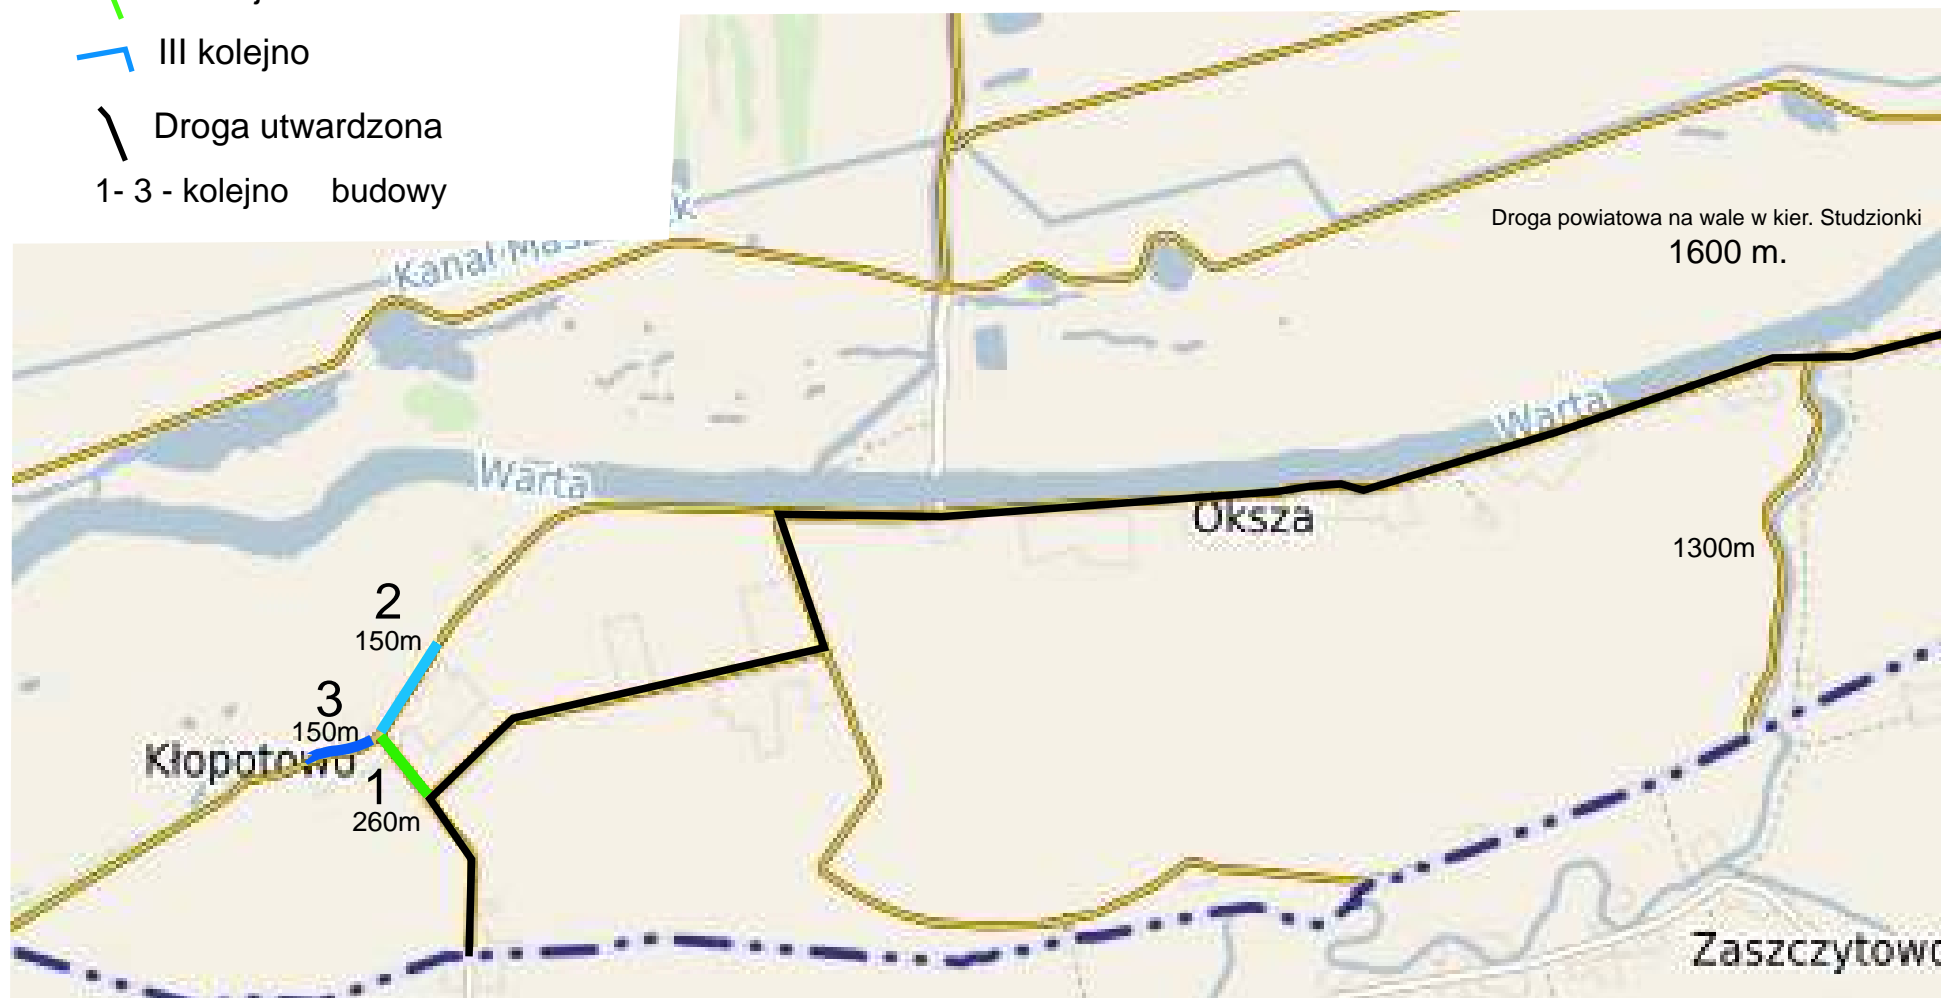 III kolejno
Droga utwardzona
1- 3 - kolejno budowy
Droga powiatowa na wale w kier. Studzionki
1600 m.
Kanał
Warta
Warta
Oksza
1300m
2
150m
3
150m
Kłopotowo
1
260m
Zaszczytowo